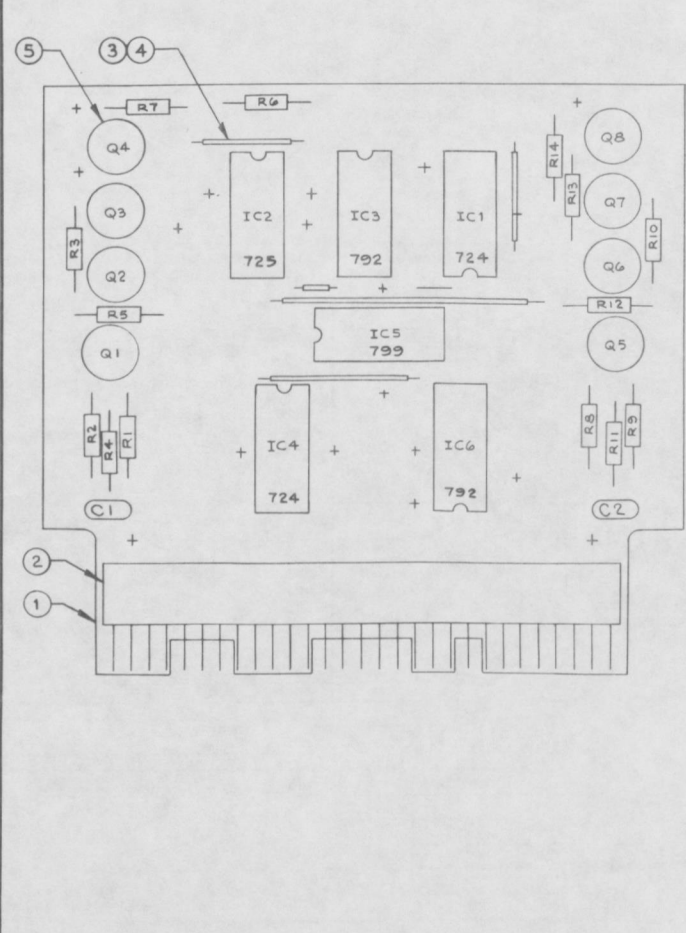 5 3 4
R7 R6
Q4 Q8
R14
R13
Q3 IC2 IC3 IC1 Q7
R3 R10
725 792 724
Q2 Q6
R5 R12
IC5
799
Q1 Q5
R2 R4 R1 R8 R11 R9
IC4 IC6
724 792
C1 C2
2
1